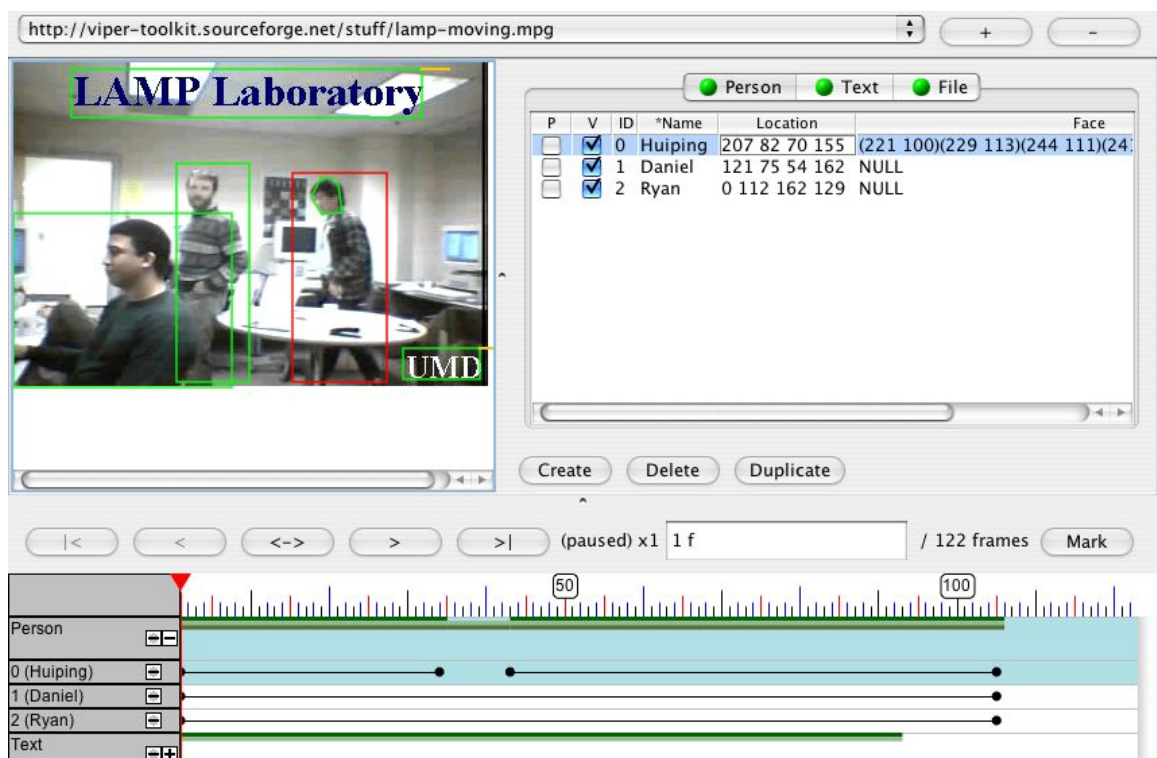 http://viper-toolkit.sourceforge.net/stuff/lamp-moving.mpg + -
LAMP Laboratory
UMD
Person Text File
P V ID *Name Location Face
0 Huiping 207 82 70 155 (221 100)(229 113)(244 111)(24
1 Daniel 121 75 54 162 NULL
2 Ryan 0 112 162 129 NULL
Create Delete Duplicate
|< < <-> > >| (paused) x1 1 f / 122 frames Mark
50 100
Person
0 (Huiping)
1 (Daniel)
2 (Ryan)
Text